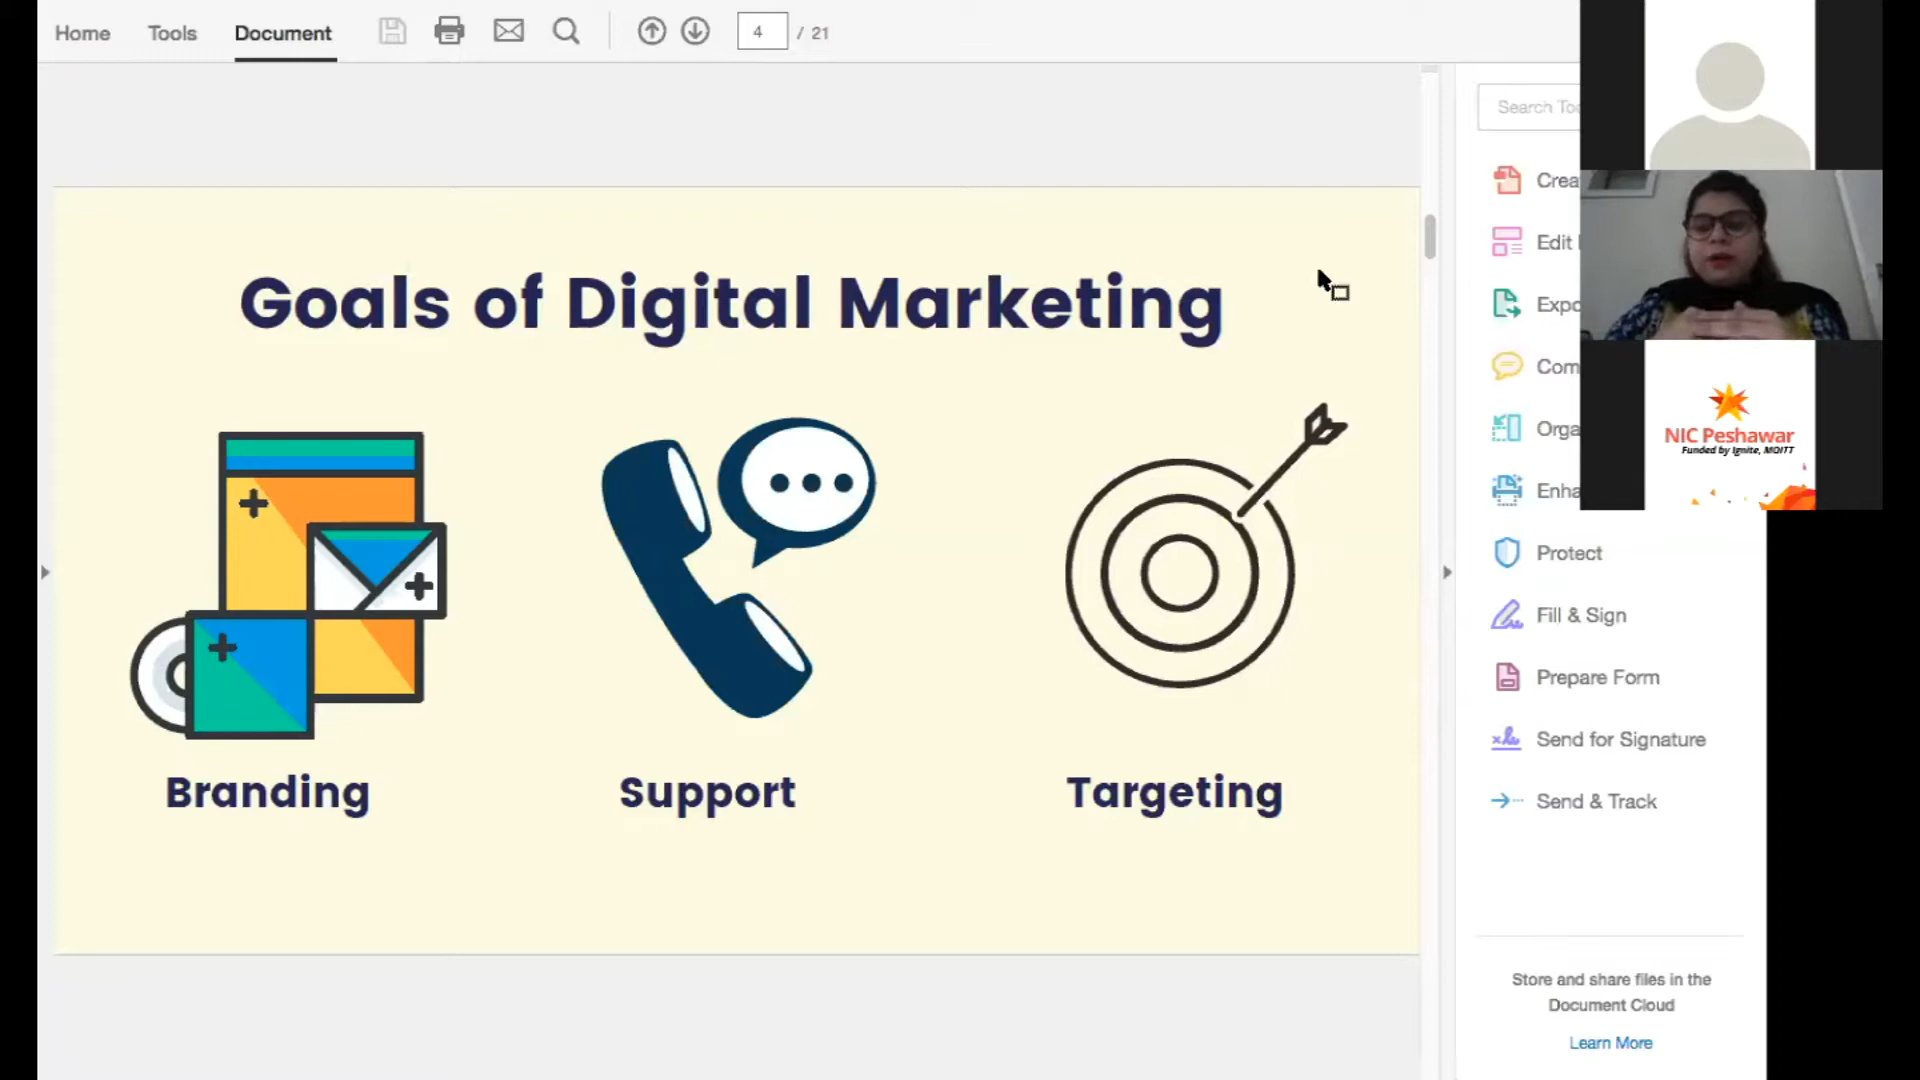 Home Tools Document 4 / 21
Search Too
Crea
Edit
Expo
Com
Orga
Enha
Protect
Fill & Sign
Prepare Form
Send for Signature
Send & Track
Store and share files in the
Document Cloud
Learn More
Goals of Digital Marketing
Branding Support Targeting
NIC Peshawar
Funded by Ignite, MOITT